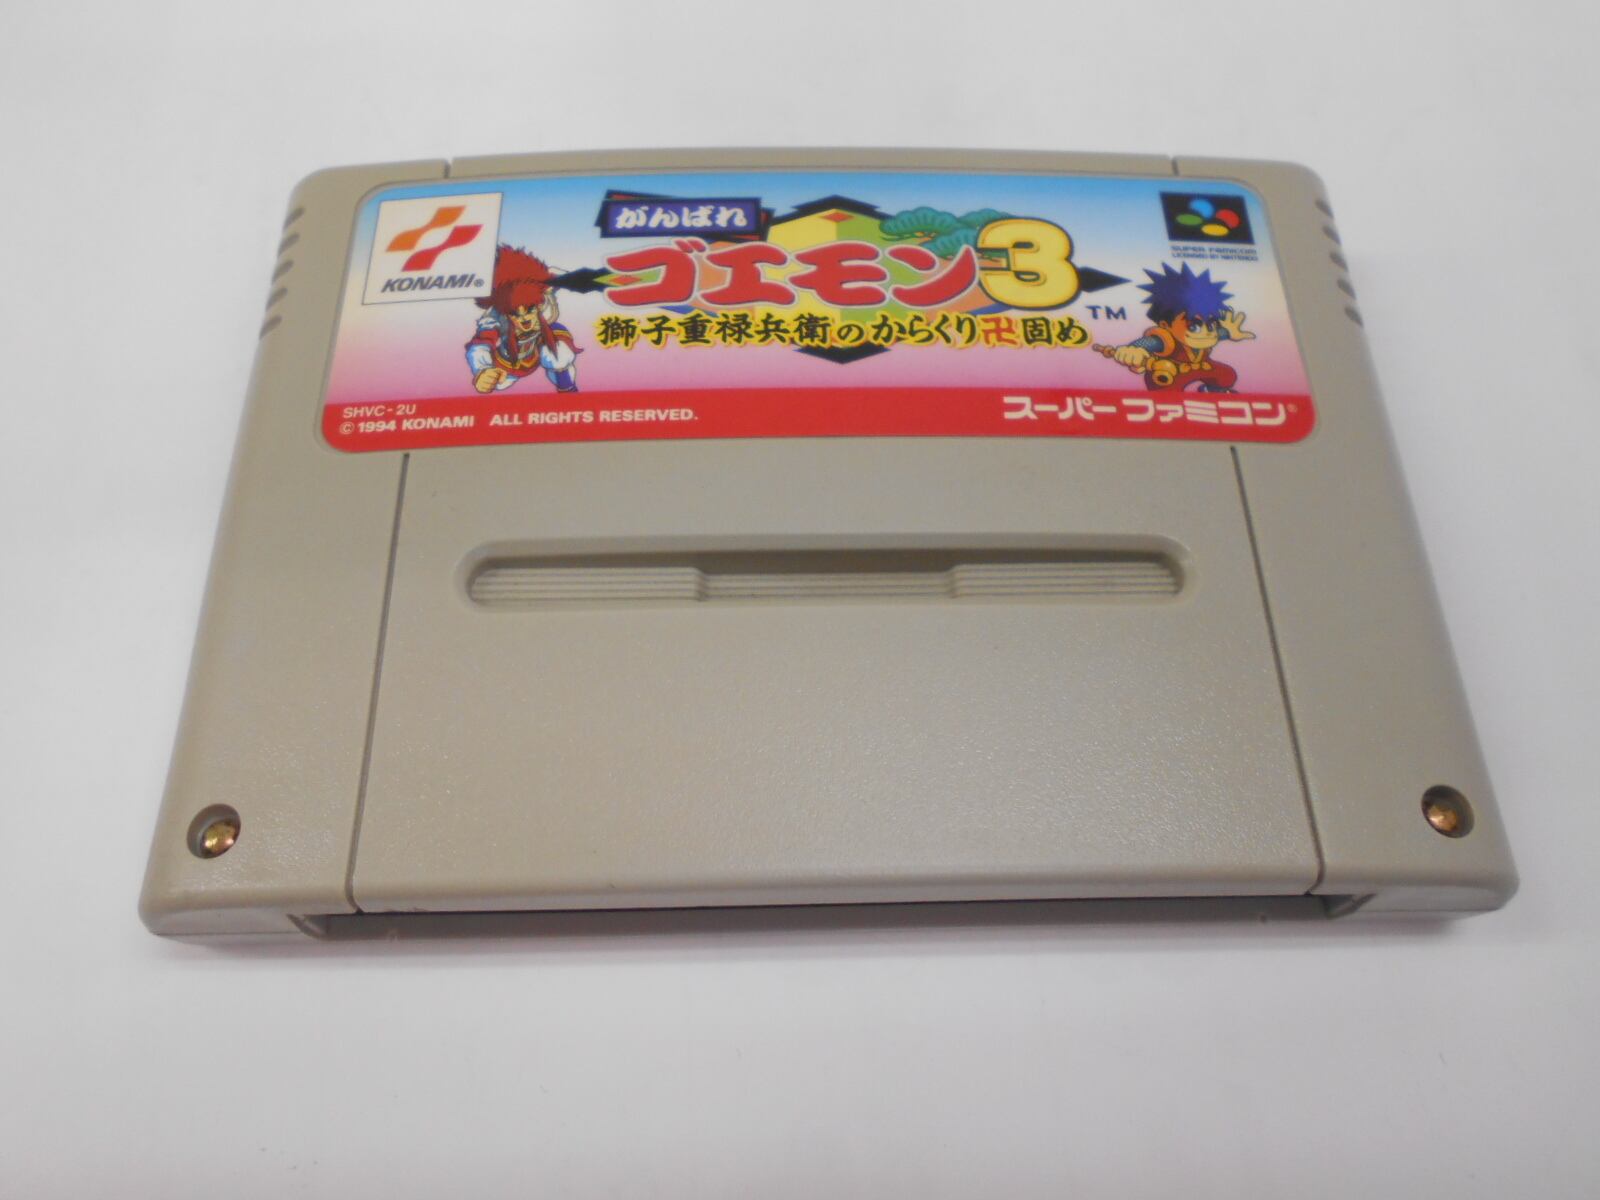 KONAMI®
がんばれ
ゴエモン3
TM
獅子重禄兵衛のからくり卍固め
SUPER FAMICOM
LICENSED BY NINTENDO
SHVC-2U
©1994 KONAMI ALL RIGHTS RESERVED.
スーパーファミコン®